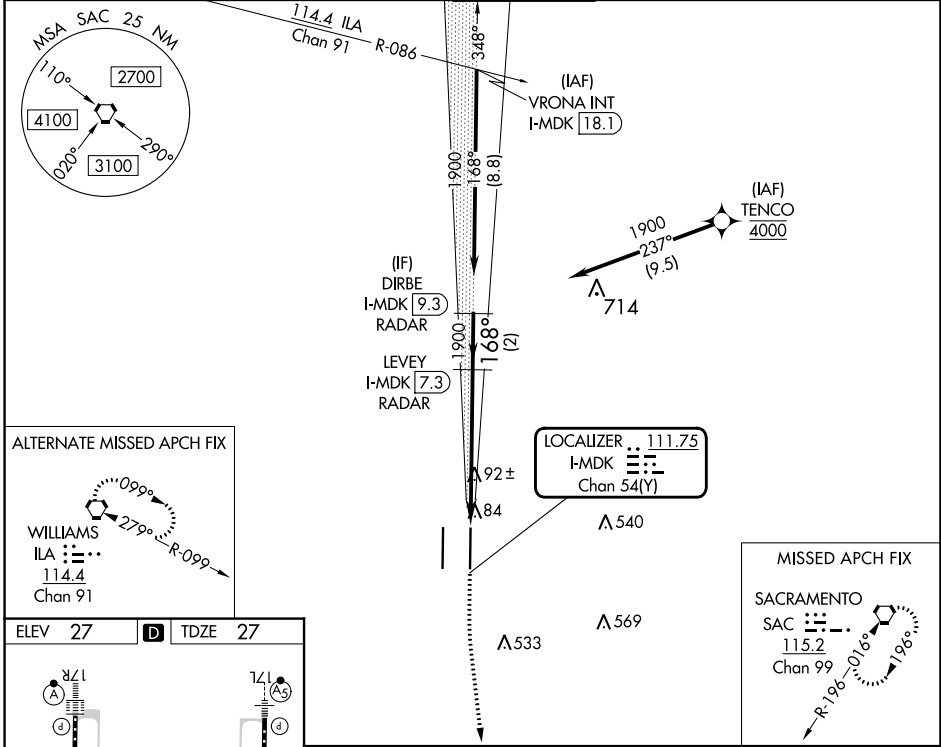 MSA SAC 25 NM
110°
2700
4100
020°
3100
290°
114.4 ILA
Chan 91
R-086
348°
(IAF)
VRONA INT
I-MDK 18.1
1900
168°
(8.8)
(IAF)
TENCO
4000
1900
237°
(9.5)
714
(IF)
DIRBE
I-MDK 9.3
RADAR
1900
168°
(2)
LEVEY
I-MDK 7.3
RADAR
ALTERNATE MISSED APCH FIX
099°
279°
R-099
WILLIAMS
ILA
114.4
Chan 91
LOCALIZER 111.75
I-MDK
Chan 54(Y)
92±
84
540
569
533
MISSED APCH FIX
SACRAMENTO
SAC
115.2
Chan 99
R-196
016°
196°
ELEV 27
D
TDZE 27
17R
17L
A
A5
P
P